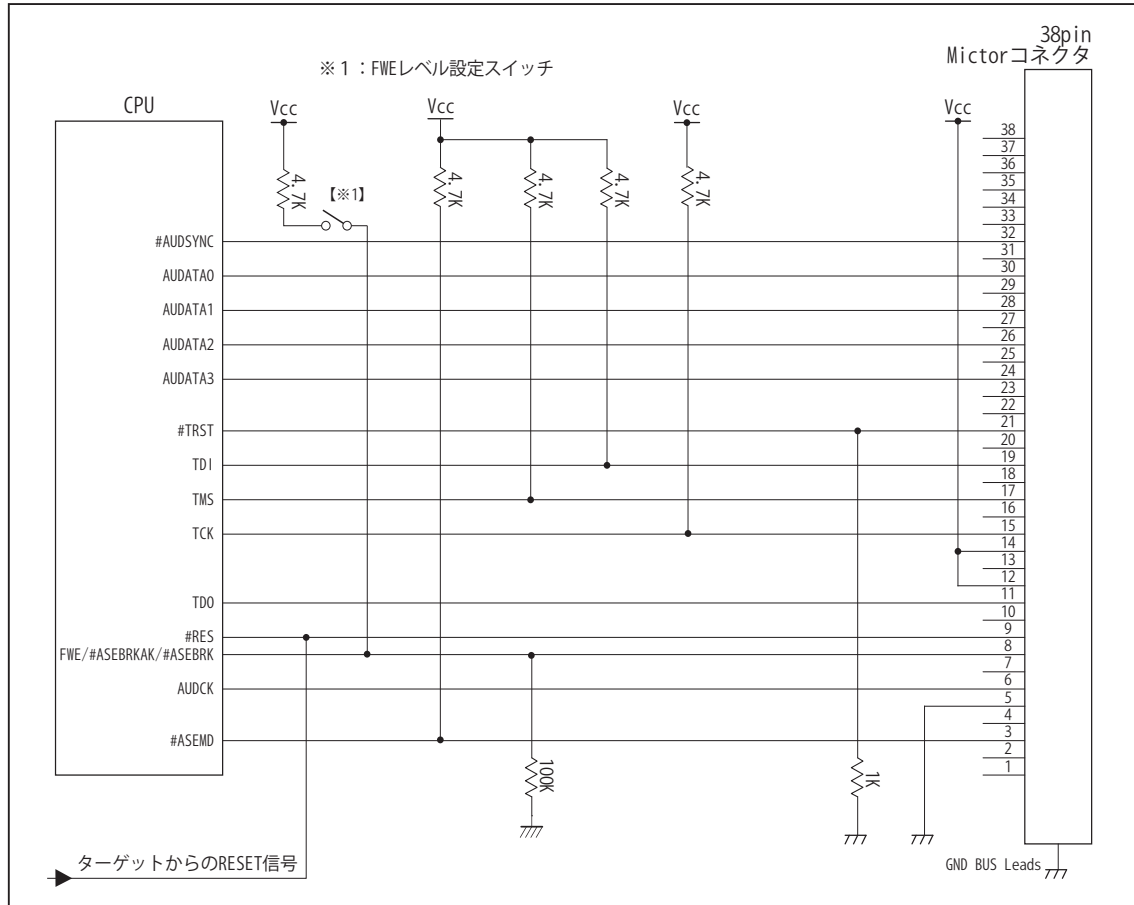 38pin
Mictorコネクタ
※1：FWEレベル設定スイッチ
CPU
Vcc
Vcc
Vcc
Vcc
4.7K
【※1】
4.7K
4.7K
4.7K
4.7K
#AUDSYNC
AUDATA0
AUDATA1
AUDATA2
AUDATA3
#TRST
TDI
TMS
TCK
TDO
#RES
FWE/#ASEBRKAK/#ASEBRK
AUDCK
#ASEMD
38
37
36
35
34
33
32
31
30
29
28
27
26
25
24
23
22
21
20
19
18
17
16
15
14
13
12
11
10
9
8
7
6
5
4
3
2
1
100K
1K
ターゲットからのRESET信号
GND BUS Leads